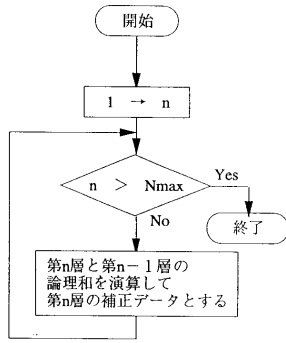 開始
1 → n
n > Nmax
Yes
No
終了
第n層と第n-1層の
論理和を演算して
第n層の補正データとする